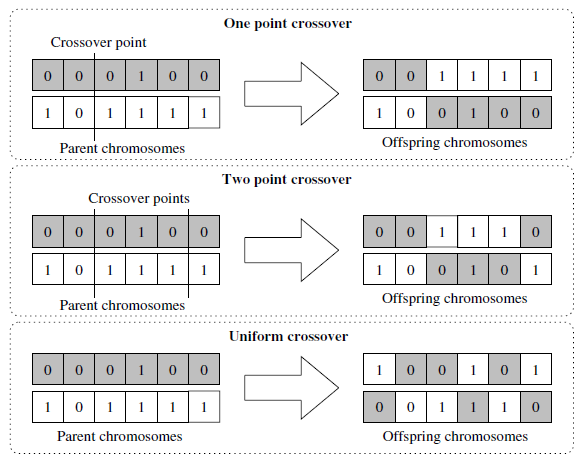 One point crossover
Crossover point
0 0 0 1 0 0
0 0 1 1 1 1
1 0 1 1 1 1
1 0 0 1 0 0
Parent chromosomes
Offspring chromosomes
Two point crossover
Crossover points
0 0 0 1 0 0
0 0 1 1 1 0
1 0 1 1 1 1
1 0 0 1 0 1
Parent chromosomes
Offspring chromosomes
Uniform crossover
0 0 0 1 0 0
1 0 0 1 0 1
1 0 1 1 1 1
0 0 1 1 1 0
Parent chromosomes
Offspring chromosomes